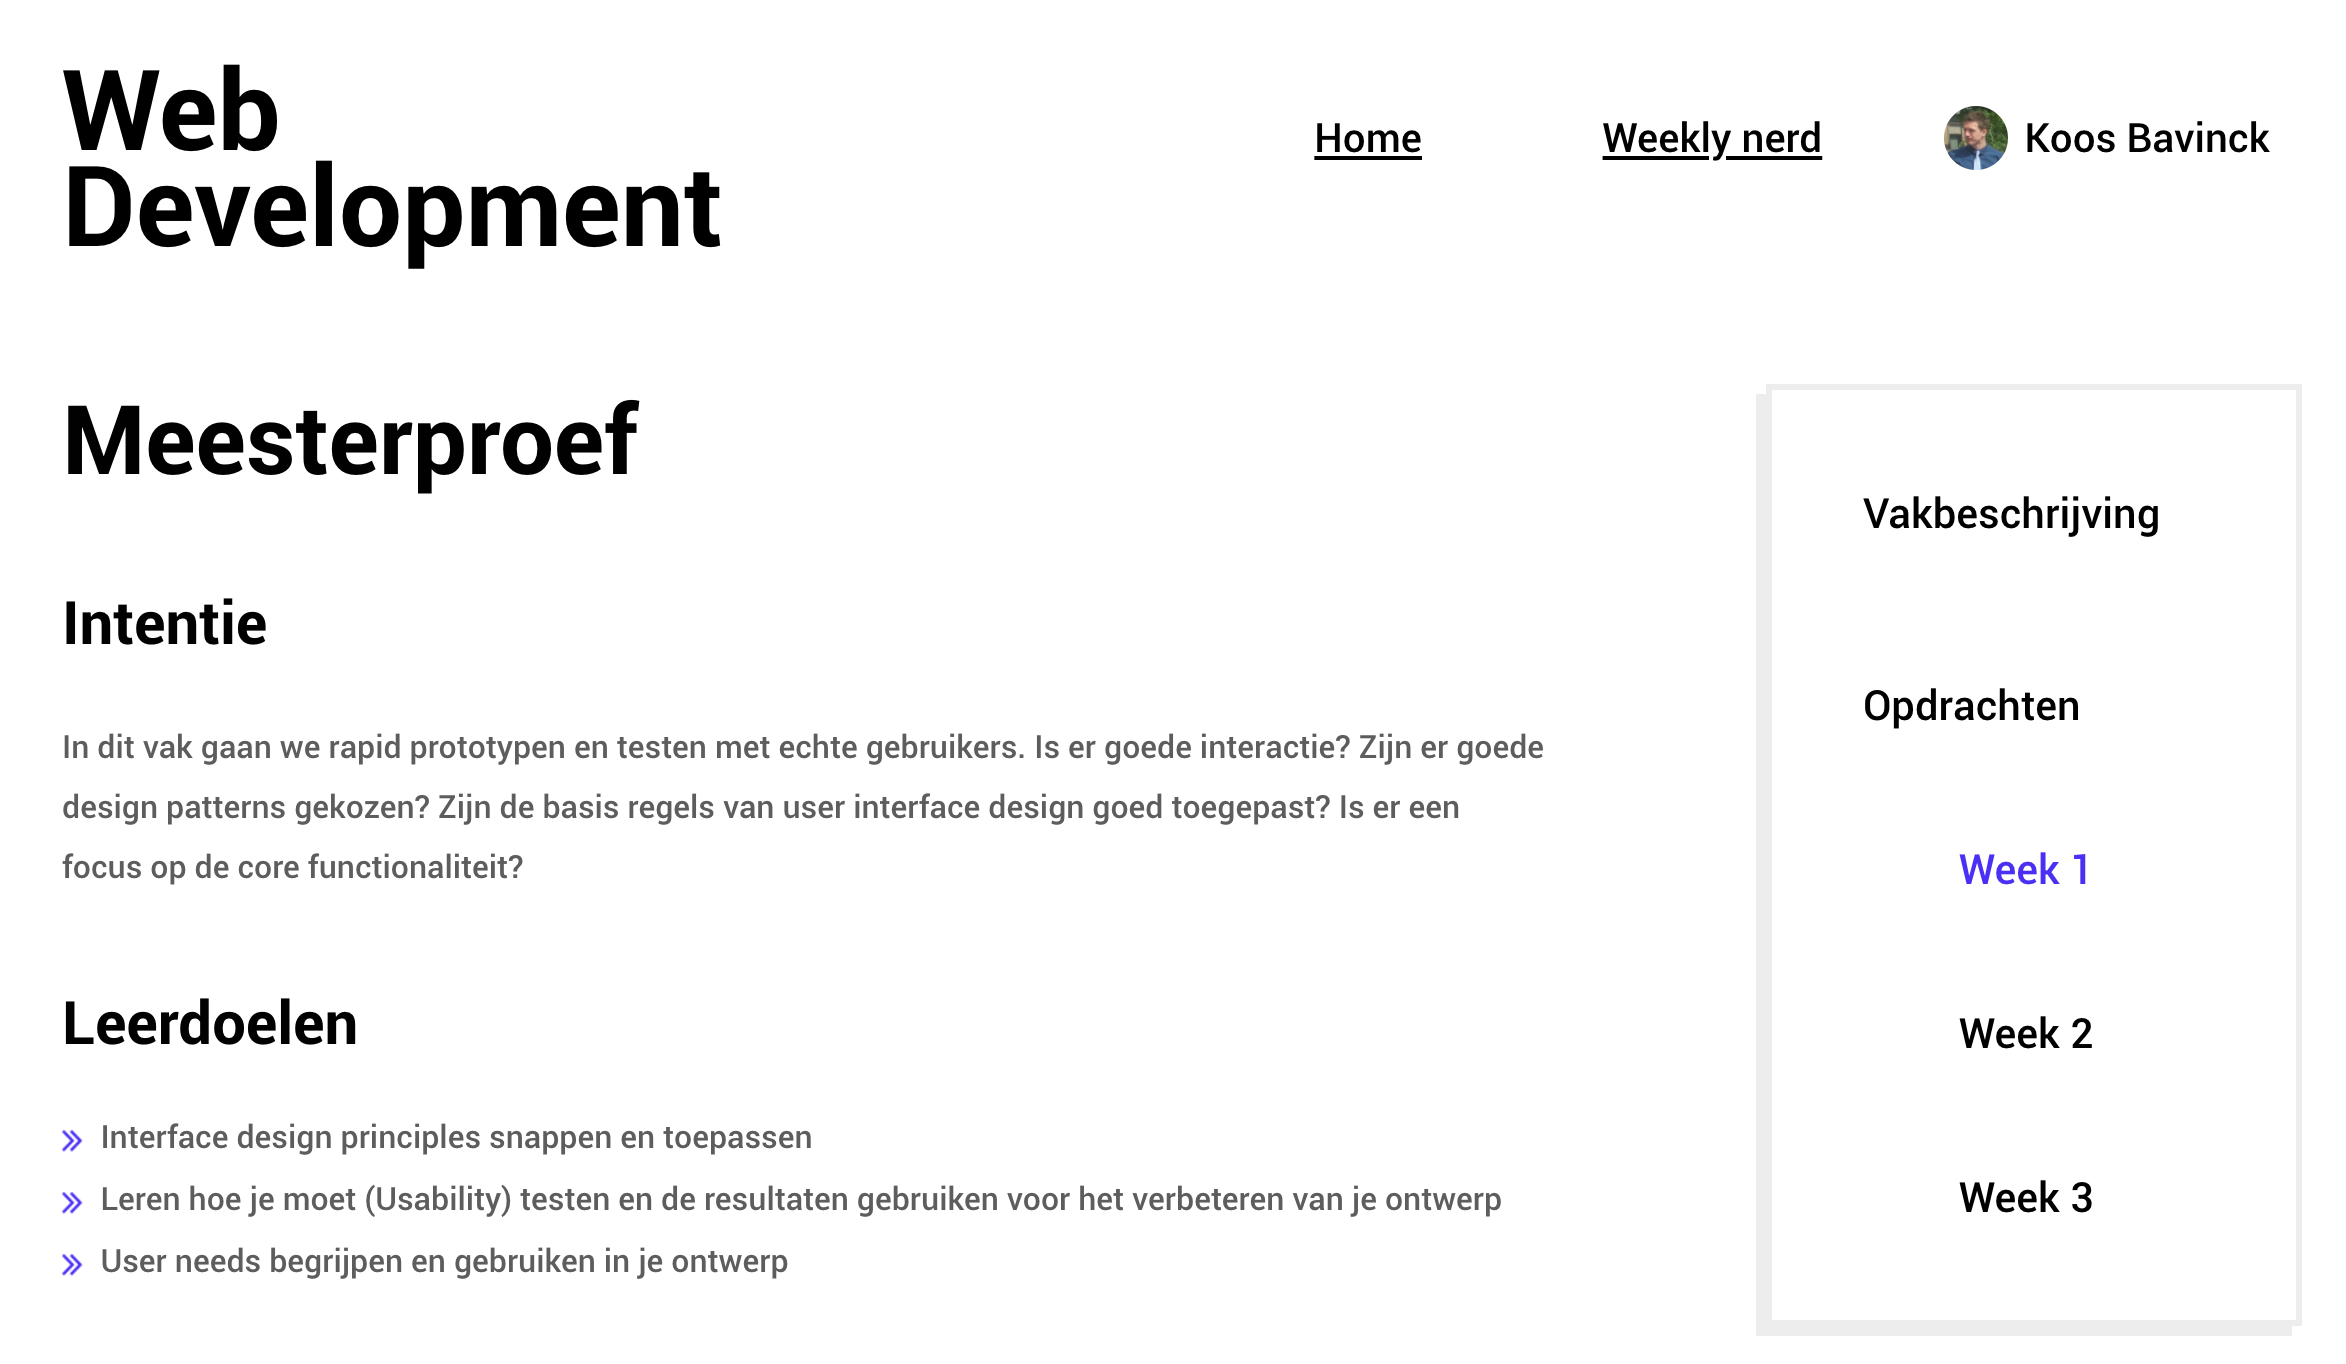 Web
Development
Home
Weekly nerd
Koos Bavinck
Meesterproef
Intentie
In dit vak gaan we rapid prototypen en testen met echte gebruikers. Is er goede interactie? Zijn er goede
design patterns gekozen? Zijn de basis regels van user interface design goed toegepast? Is er een
focus op de core functionaliteit?
Leerdoelen
Interface design principles snappen en toepassen
Leren hoe je moet (Usability) testen en de resultaten gebruiken voor het verbeteren van je ontwerp
User needs begrijpen en gebruiken in je ontwerp
Vakbeschrijving
Opdrachten
Week 1
Week 2
Week 3